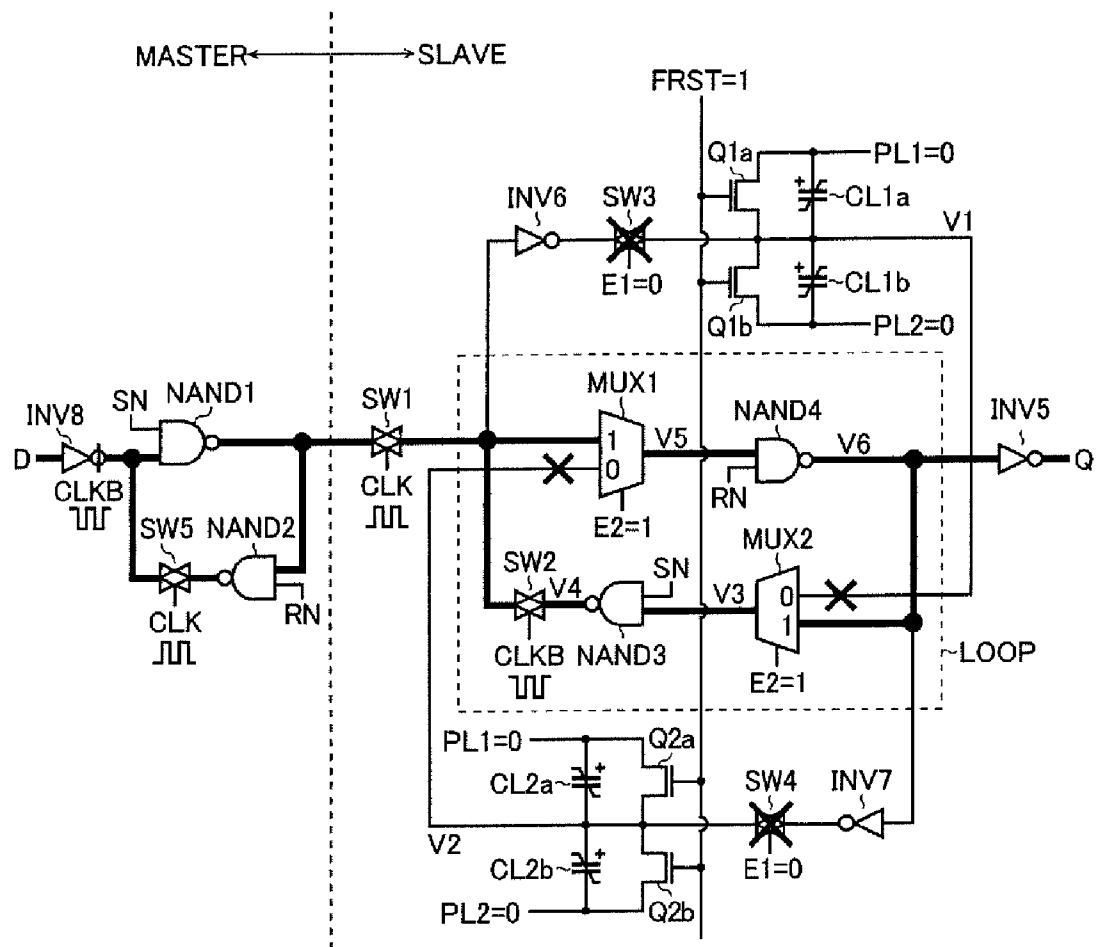 MASTER
SLAVE
FRST=1
Q1a
PL1=0
INV6
SW3
CL1a
V1
E1=0
CL1b
Q1b
PL2=0
MUX1
NAND4
INV5
INV8
SN
NAND1
SW1
D
1
V5
V6
Q
0
CLKB
CLK
RN
E2=1
SW5
NAND2
SW2
V4
SN
V3
MUX2
0
1
RN
CLK
CLKB
NAND3
E2=1
LOOP
PL1=0
Q2a
CL2a
SW4
INV7
V2
CL2b
E1=0
PL2=0
Q2b